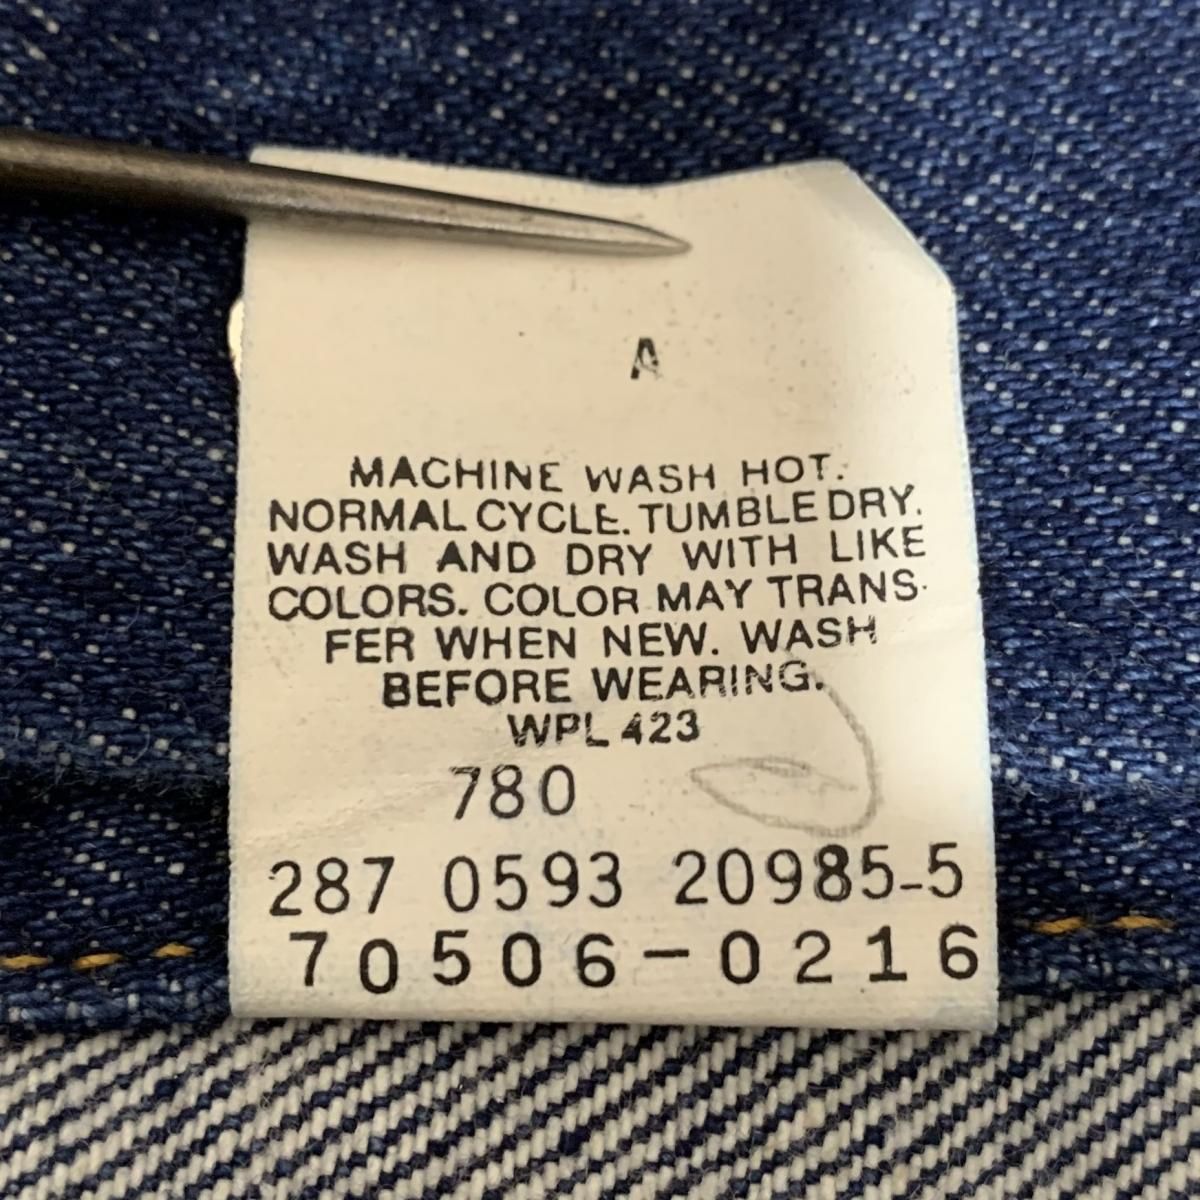 A
MACHINE WASH HOT.
NORMAL CYCLE. TUMBLE DRY.
WASH AND DRY WITH LIKE
COLORS. COLOR MAY TRANS-
FER WHEN NEW. WASH
BEFORE WEARING.
WPL 423
780
287 0593 20985-5
70506-0216